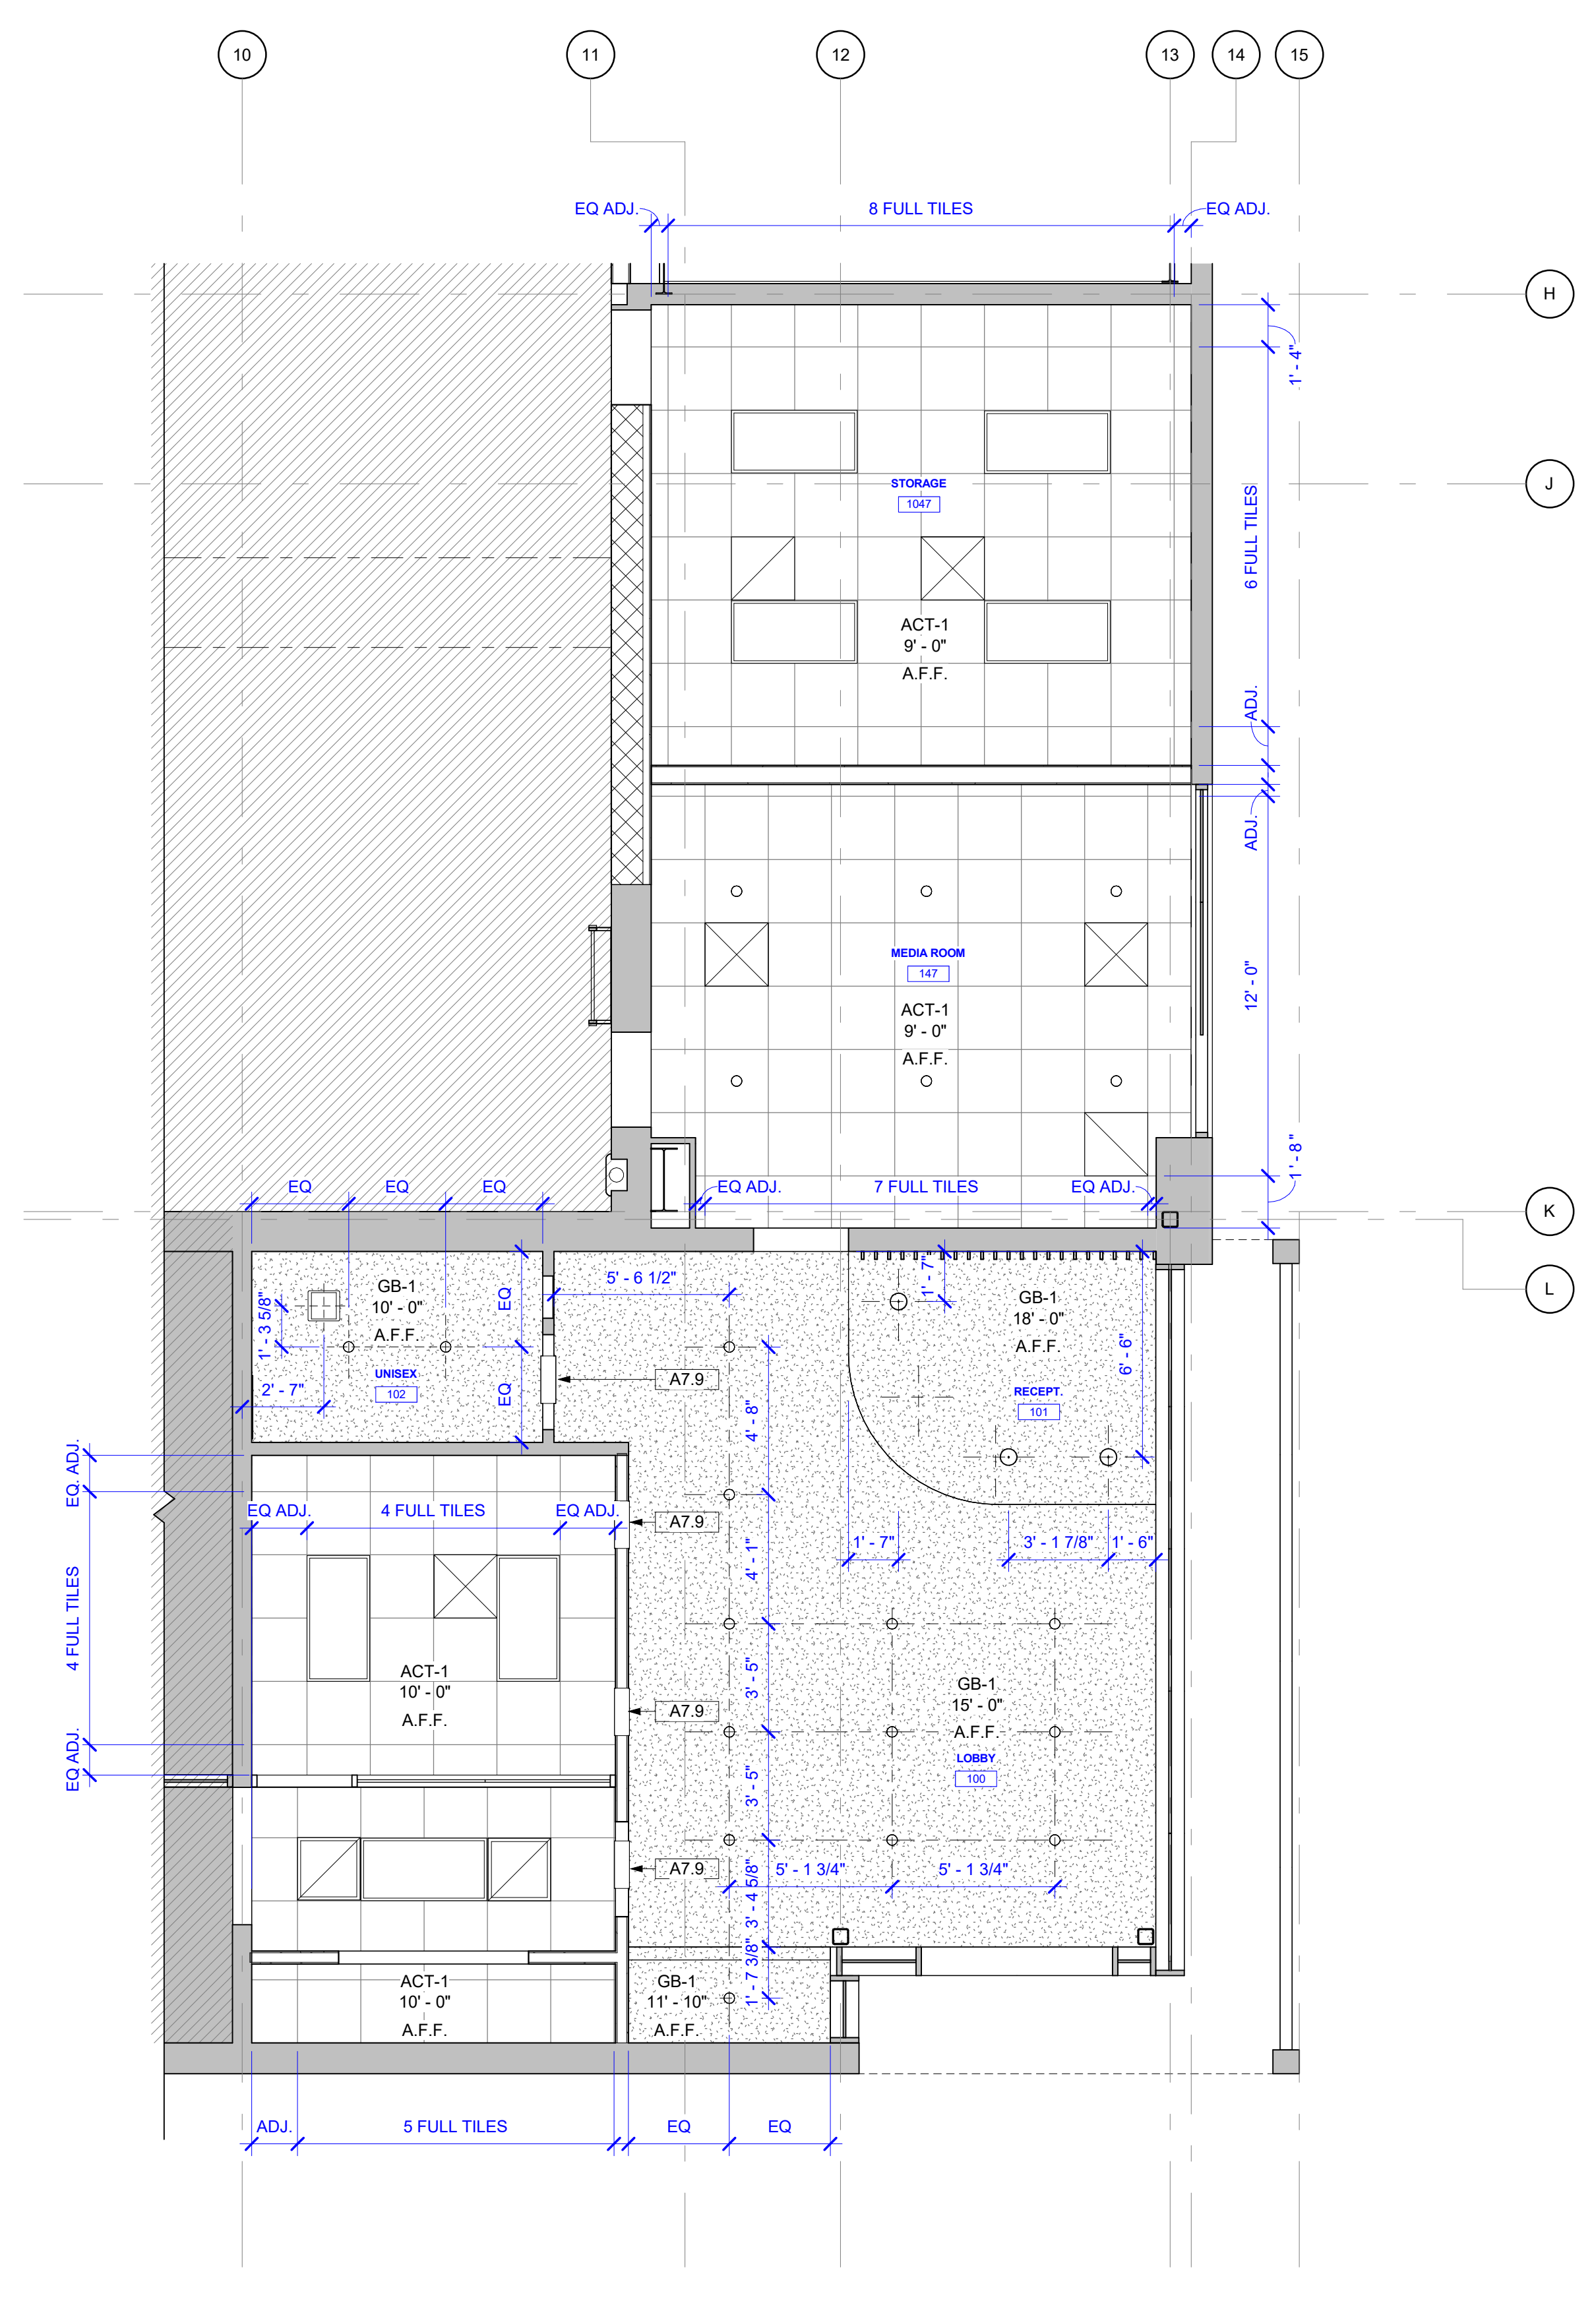 10
11
12
13
14
15
EQ ADJ.
8 FULL TILES
EQ ADJ.
H
1' - 4"
J
STORAGE
1047
6 FULL TILES
ACT-1
9' - 0"
A.F.F.
ADJ.
ADJ.
MEDIA ROOM
147
12' - 0"
ACT-1
9' - 0"
A.F.F.
1' - 8"
EQ
EQ
EQ
EQ ADJ.
7 FULL TILES
EQ ADJ.
K
L
GB-1
10' - 0"
A.F.F.
1' - 3 5/8"
EQ
5' - 6 1/2"
1' - 7"
GB-1
18' - 0"
A.F.F.
6' - 6"
UNISEX
102
2' - 7"
EQ
A7.9
RECEPT.
101
4' - 8"
EQ. ADJ.
EQ ADJ.
4 FULL TILES
EQ ADJ.
A7.9
4' - 1"
1' - 7"
3' - 1 7/8"
1' - 6"
4 FULL TILES
ACT-1
10' - 0"
A.F.F.
A7.9
3' - 5"
GB-1
15' - 0"
A.F.F.
LOBBY
100
EQ ADJ.
3' - 5"
A7.9
5' - 1 3/4"
5' - 1 3/4"
3' - 4 5/8"
ACT-1
10' - 0"
A.F.F.
GB-1
11' - 10"
A.F.F.
1' - 7 3/8"
ADJ.
5 FULL TILES
EQ
EQ